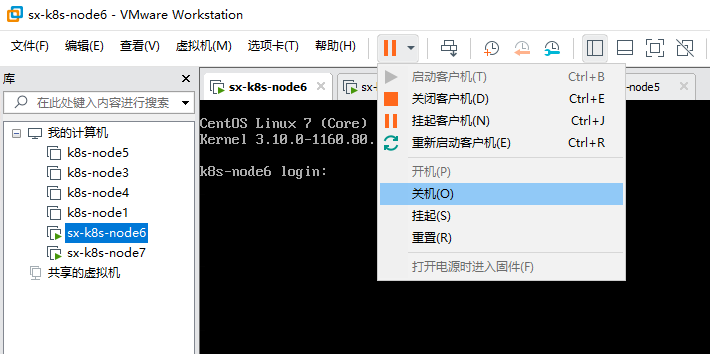 sx-k8s-node6 - VMware Workstation
文件(F) 编辑(E) 查看(V) 虚拟机(M) 选项卡(T) 帮助(H)
库
在此处键入内容进行搜索
我的计算机
k8s-node5
k8s-node3
k8s-node4
k8s-node1
sx-k8s-node6
sx-k8s-node7
共享的虚拟机
sx-k8s-node6
sx-
-node5
CentOS Linux 7 (Core)
Kernel 3.10.0-1160.80.
k8s-node6 login:
启动客户机(T) Ctrl+B
关闭客户机(D) Ctrl+E
挂起客户机(N) Ctrl+J
重新启动客户机(E) Ctrl+R
开机(P)
关机(O)
挂起(S)
重置(R)
打开电源时进入固件(F)